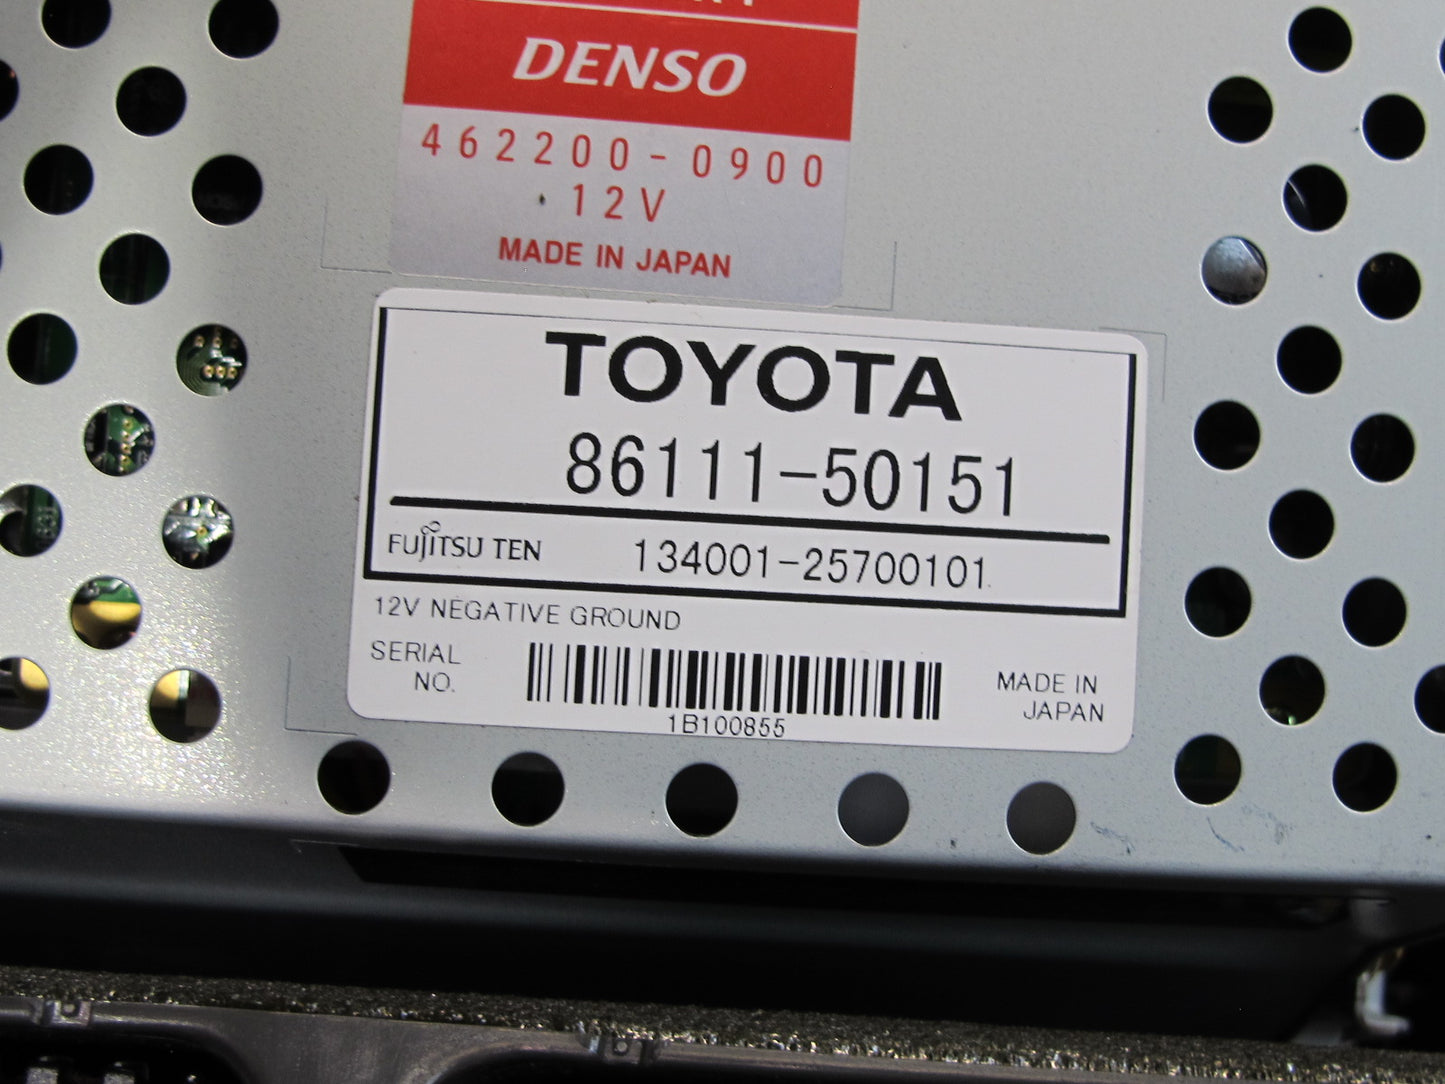 DENSO
462200-0900
12V
MADE IN JAPAN
TOYOTA
86111-50151
FUJITSU TEN 134001-25700101
12V NEGATIVE GROUND
SERIAL NO.
1B100855
MADE IN JAPAN